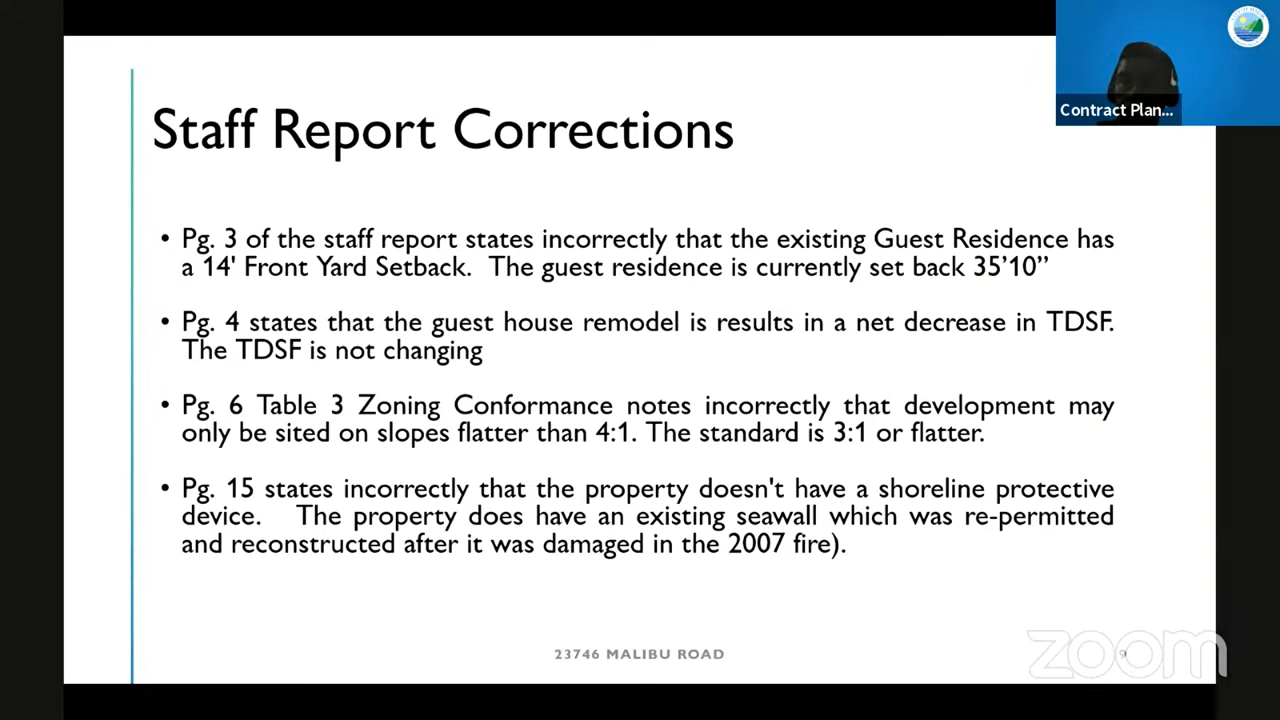 Staff Report Corrections
• Pg. 3 of the staff report states incorrectly that the existing Guest Residence has
a 14' Front Yard Setback.  The guest residence is currently set back 35’10”
• Pg. 4 states that the guest house remodel is results in a net decrease in TDSF.
The TDSF is not changing
• Pg. 6 Table 3 Zoning Conformance notes incorrectly that development may
only be sited on slopes flatter than 4:1. The standard is 3:1 or flatter.
• Pg. 15 states incorrectly that the property doesn't have a shoreline protective
device.   The property does have an existing seawall which was re-permitted
and reconstructed after it was damaged in the 2007 fire).
23746 MALIBU ROAD
9
zoom
Contract Plan...